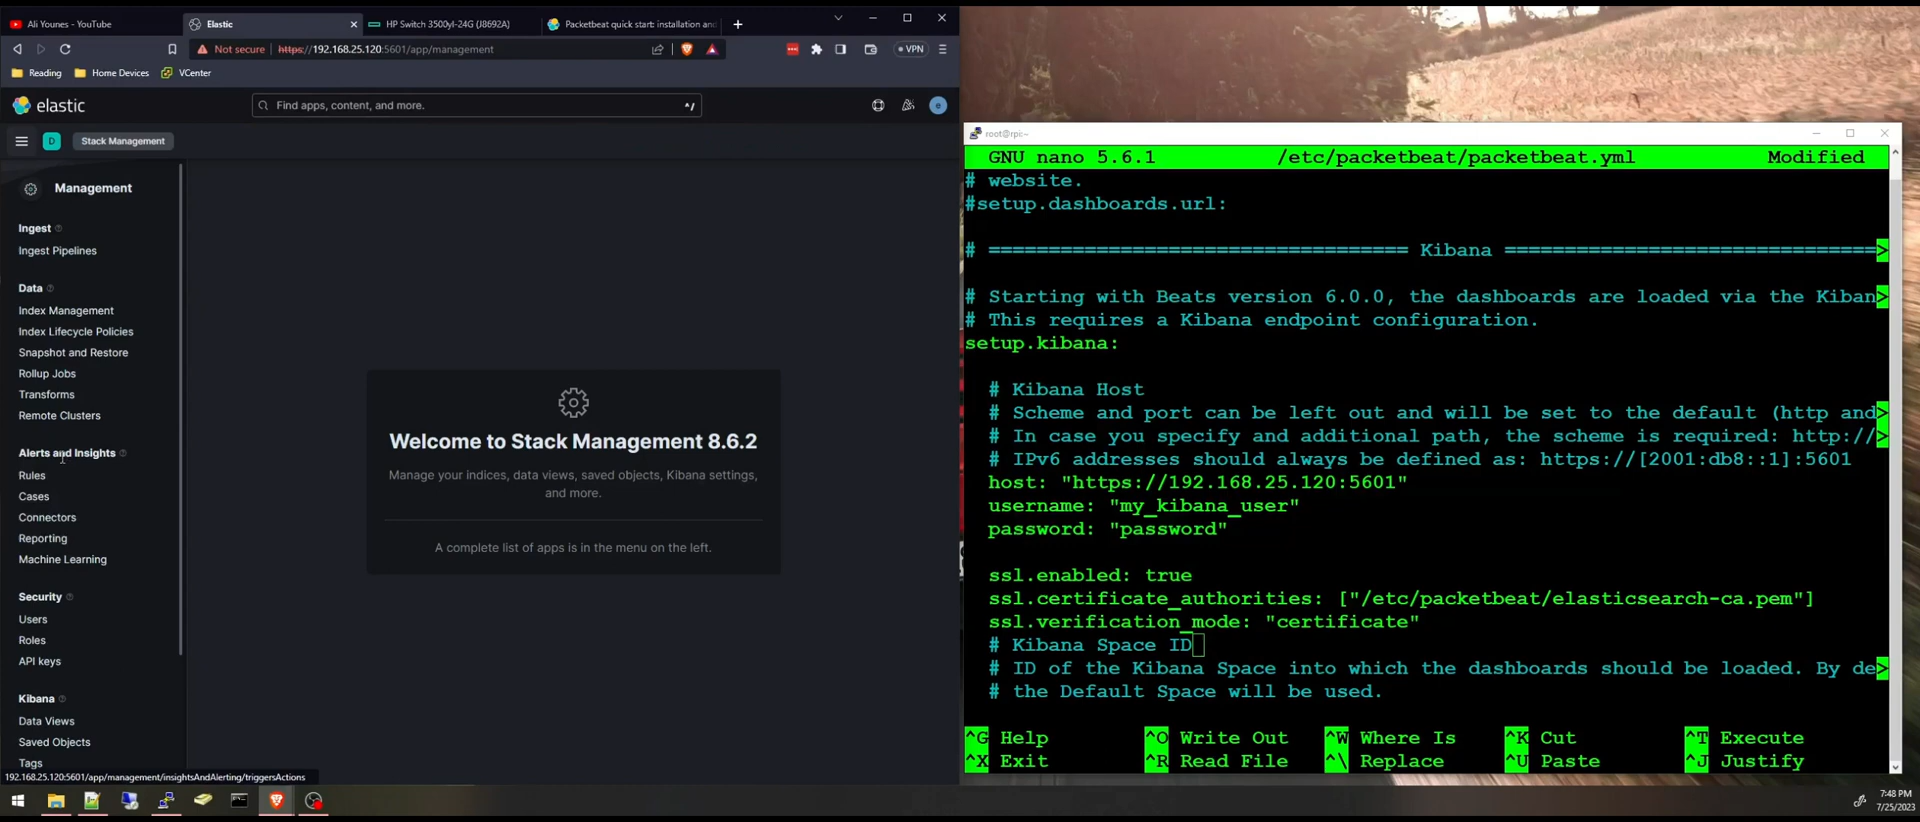 Ali Younes - YouTube
Elastic
HP Switch 3500yl-24G (J8692A)
Packetbeat quick start: installation and
Not secure
https://192.168.25.120:5601/app/management
VPN
Reading
Home Devices
VCenter
elastic
Find apps, content, and more.
^/
e
D
Stack Management
Management
Ingest
Ingest Pipelines
Data
Index Management
Index Lifecycle Policies
Snapshot and Restore
Rollup Jobs
Transforms
Remote Clusters
Alerts and Insights
Rules
Cases
Connectors
Reporting
Machine Learning
Security
Users
Roles
API keys
Kibana
Data Views
Saved Objects
Tags
192.168.25.120:5601/app/management/insightsAndAlerting/triggersActions
Welcome to Stack Management 8.6.2
Manage your indices, data views, saved objects, Kibana settings,
and more.
A complete list of apps is in the menu on the left.
root@rpi:~
GNU nano 5.6.1 /etc/packetbeat/packetbeat.yml Modified
# website.
#setup.dashboards.url:
# =================================== Kibana ===============================>
# Starting with Beats version 6.0.0, the dashboards are loaded via the Kiban>
# This requires a Kibana endpoint configuration.
setup.kibana:
# Kibana Host
# Scheme and port can be left out and will be set to the default (http and>
# In case you specify and additional path, the scheme is required: http://>
# IPv6 addresses should always be defined as: https://[2001:db8::1]:5601
host: "https://192.168.25.120:5601"
username: "my_kibana_user"
password: "password"
ssl.enabled: true
ssl.certificate_authorities: ["/etc/packetbeat/elasticsearch-ca.pem"]
ssl.verification_mode: "certificate"
# Kibana Space ID
# ID of the Kibana Space into which the dashboards should be loaded. By de>
# the Default Space will be used.
^G Help ^O Write Out ^W Where Is ^K Cut ^T Execute
^X Exit ^R Read File ^\ Replace ^U Paste ^J Justify
7:48 PM
7/25/2023